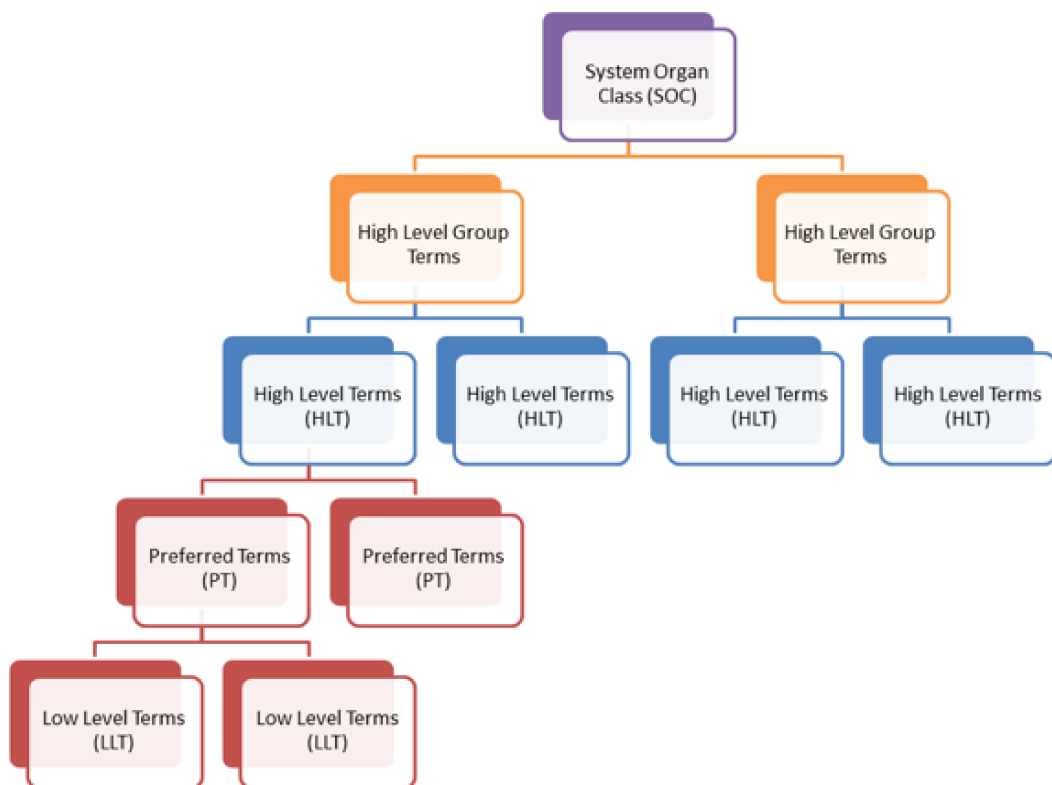 System Organ
Class (SOC)
High Level Group
Terms
High Level Group
Terms
High Level Terms
(HLT)
High Level Terms
(HLT)
High Level Terms
(HLT)
High Level Terms
(HLT)
Preferred Terms
(PT)
Preferred Terms
(PT)
Low Level Terms
(LLT)
Low Level Terms
(LLT)